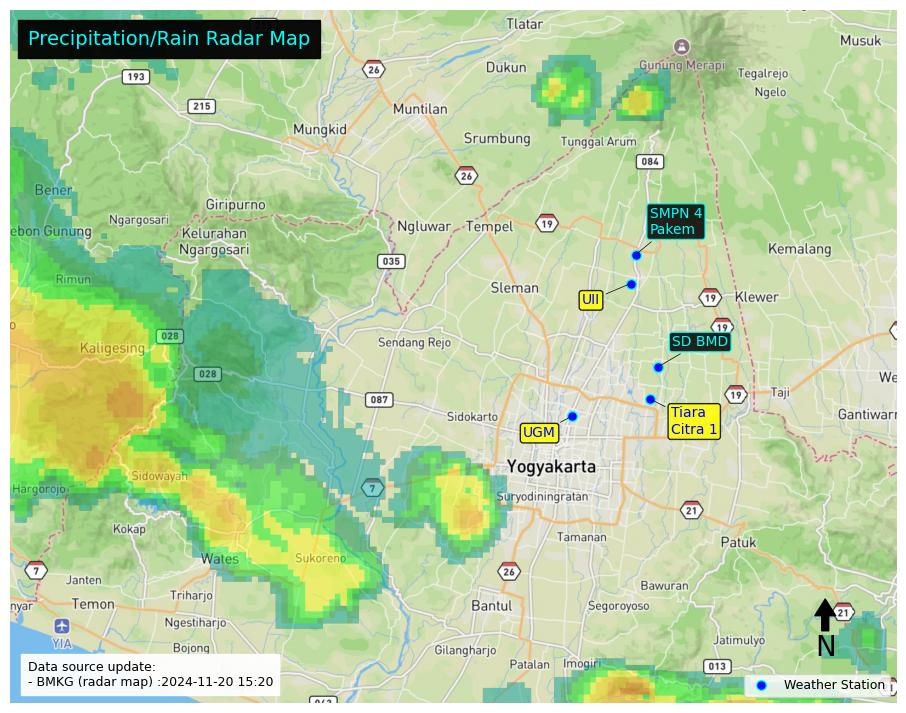 Precipitation/Rain Radar Map
Tlatar
Musuk
Dukun
Gunung Merapi
Tegalrejo
Ngelo
26
193
215
Muntilan
Mungkid
Srumbung
Tunggal Arum
084
26
Bener
Giripurno
Ngargosari
Kelurahan
Ngargosari
ebon Gunung
Ngluwar
Tempel
19
SMPN 4
Pakem
Kemalang
035
Rimun
Sleman
UII
19
Klewer
19
028
Kaligesing
Sendang Rejo
SD BMD
028
087
19
Taji
We
Gantiwarn
Sidokarto
UGM
Tiara
Citra 1
Yogyakarta
Sidowayah
Hargorojo
7
Suryodiningratan
21
Kokap
Tamanan
Patuk
Wates
Sukoreno
7
26
Janten
Bawuran
nyar
Temon
Triharjo
Bantul
Segoroyoso
21
Ngestiharjo
YIA
Jatimulyo
N
Bojong
Gilangharjo
Patalan
Imogiri
013
Data source update:
- BMKG (radar map) :2024-11-20 15:20
Weather Station